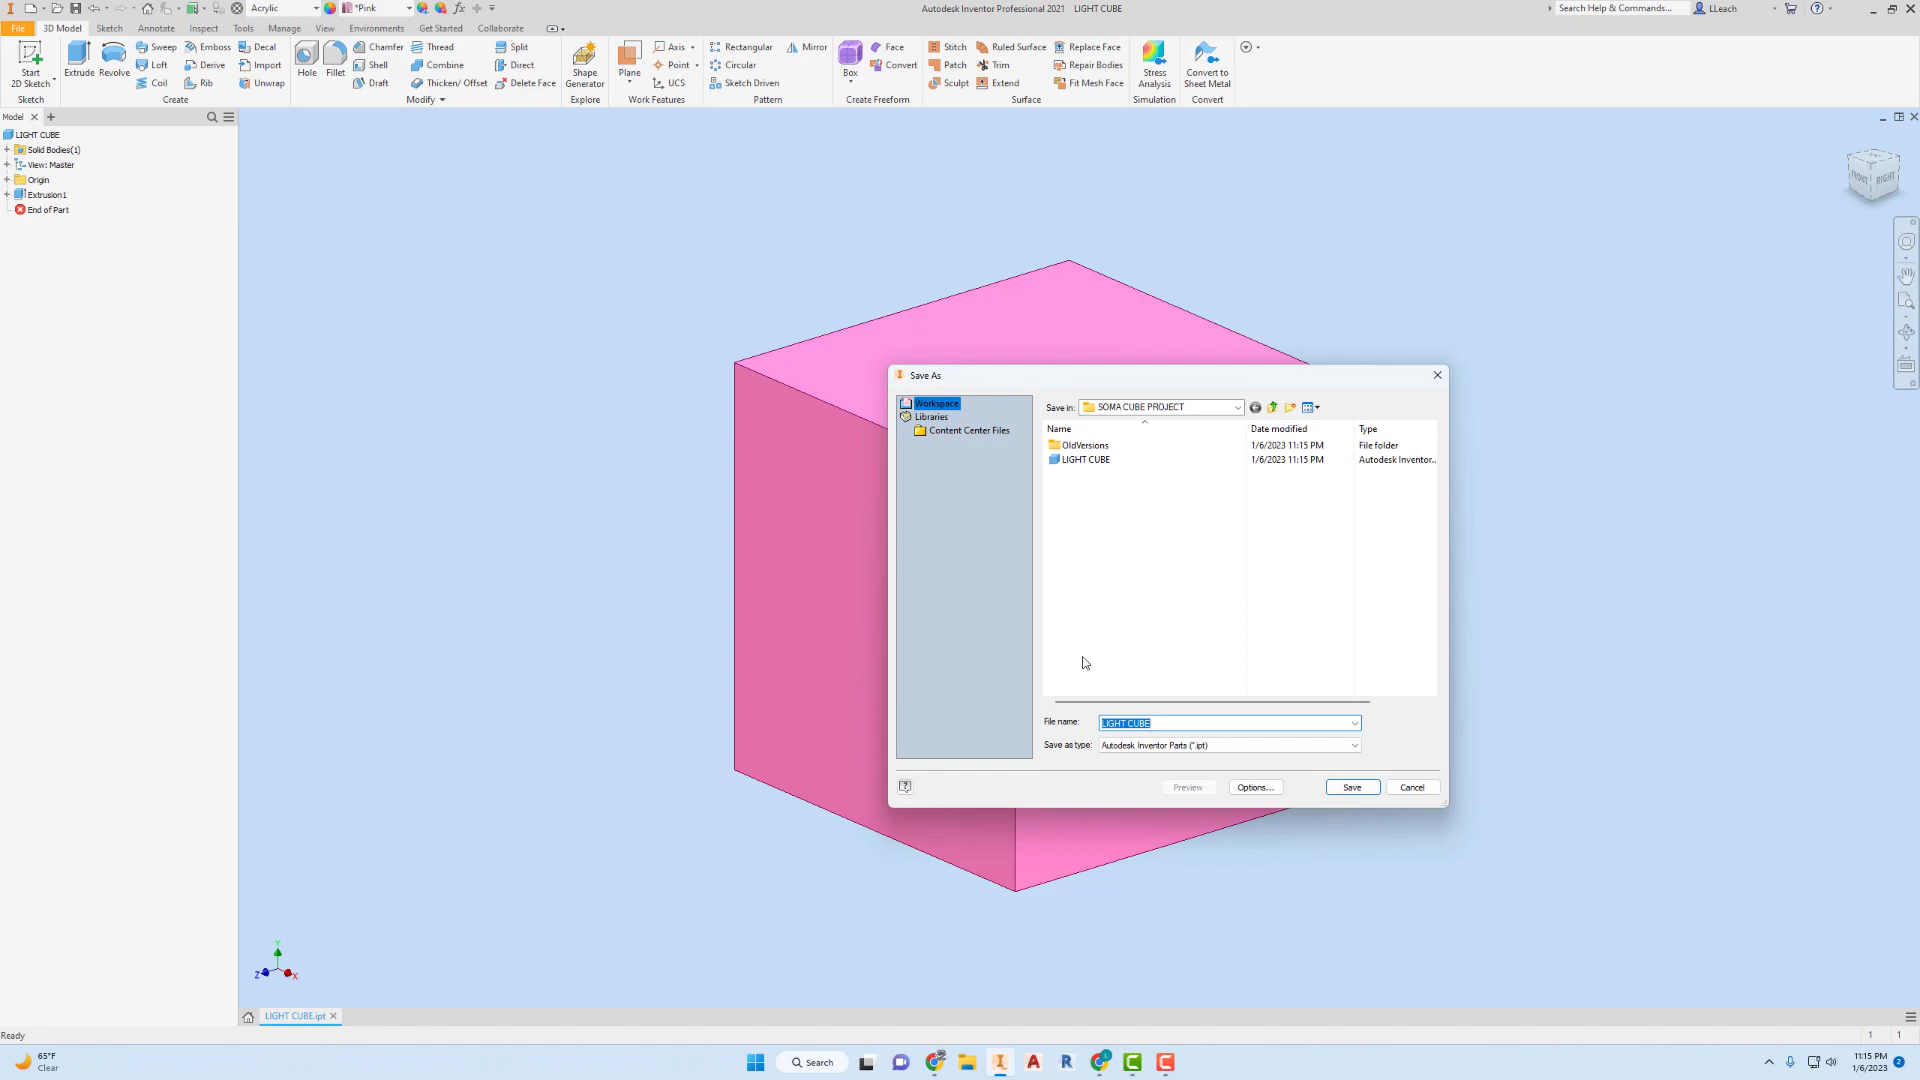 Acrylic *Pink fx Autodesk Inventor Professional 2021 LIGHT CUBE Search Help & Commands... LLeach
File 3D Model Sketch Annotate Inspect Tools Manage View Environments Get Started Collaborate
Start 2D Sketch Extrude Revolve Sweep Emboss Decal Hole Fillet Chamfer Thread Split Shape Generator Plane Axis Rectangular Mirror Box Face Stitch Ruled Surface Replace Face Stress Analysis Convert to Sheet Metal
Loft Derive Import Shell Combine Direct Point Circular Convert Patch Trim Repair Bodies
Coil Rib Unwrap Draft Thicken/ Offset Delete Face UCS Sketch Driven Sculpt Extend Fit Mesh Face
Sketch Create Modify Explore Work Features Pattern Create Freeform Surface Simulation Convert
Model
LIGHT CUBE
Solid Bodies(1)
View: Master
Origin
Extrusion1
End of Part
FRONT RIGHT
Save As
Workspace
Libraries
Content Center Files
Save in: SOMA CUBE PROJECT
Name Date modified Type
OldVersions 1/6/2023 11:15 PM File folder
LIGHT CUBE 1/6/2023 11:15 PM Autodesk Inventor...
File name: LIGHT CUBE
Save as type: Autodesk Inventor Parts (*.ipt)
Preview Options... Save Cancel
Y
Z X
LIGHT CUBE.ipt
Ready 1 1
65°F
Clear
Search
11:15 PM
1/6/2023 2